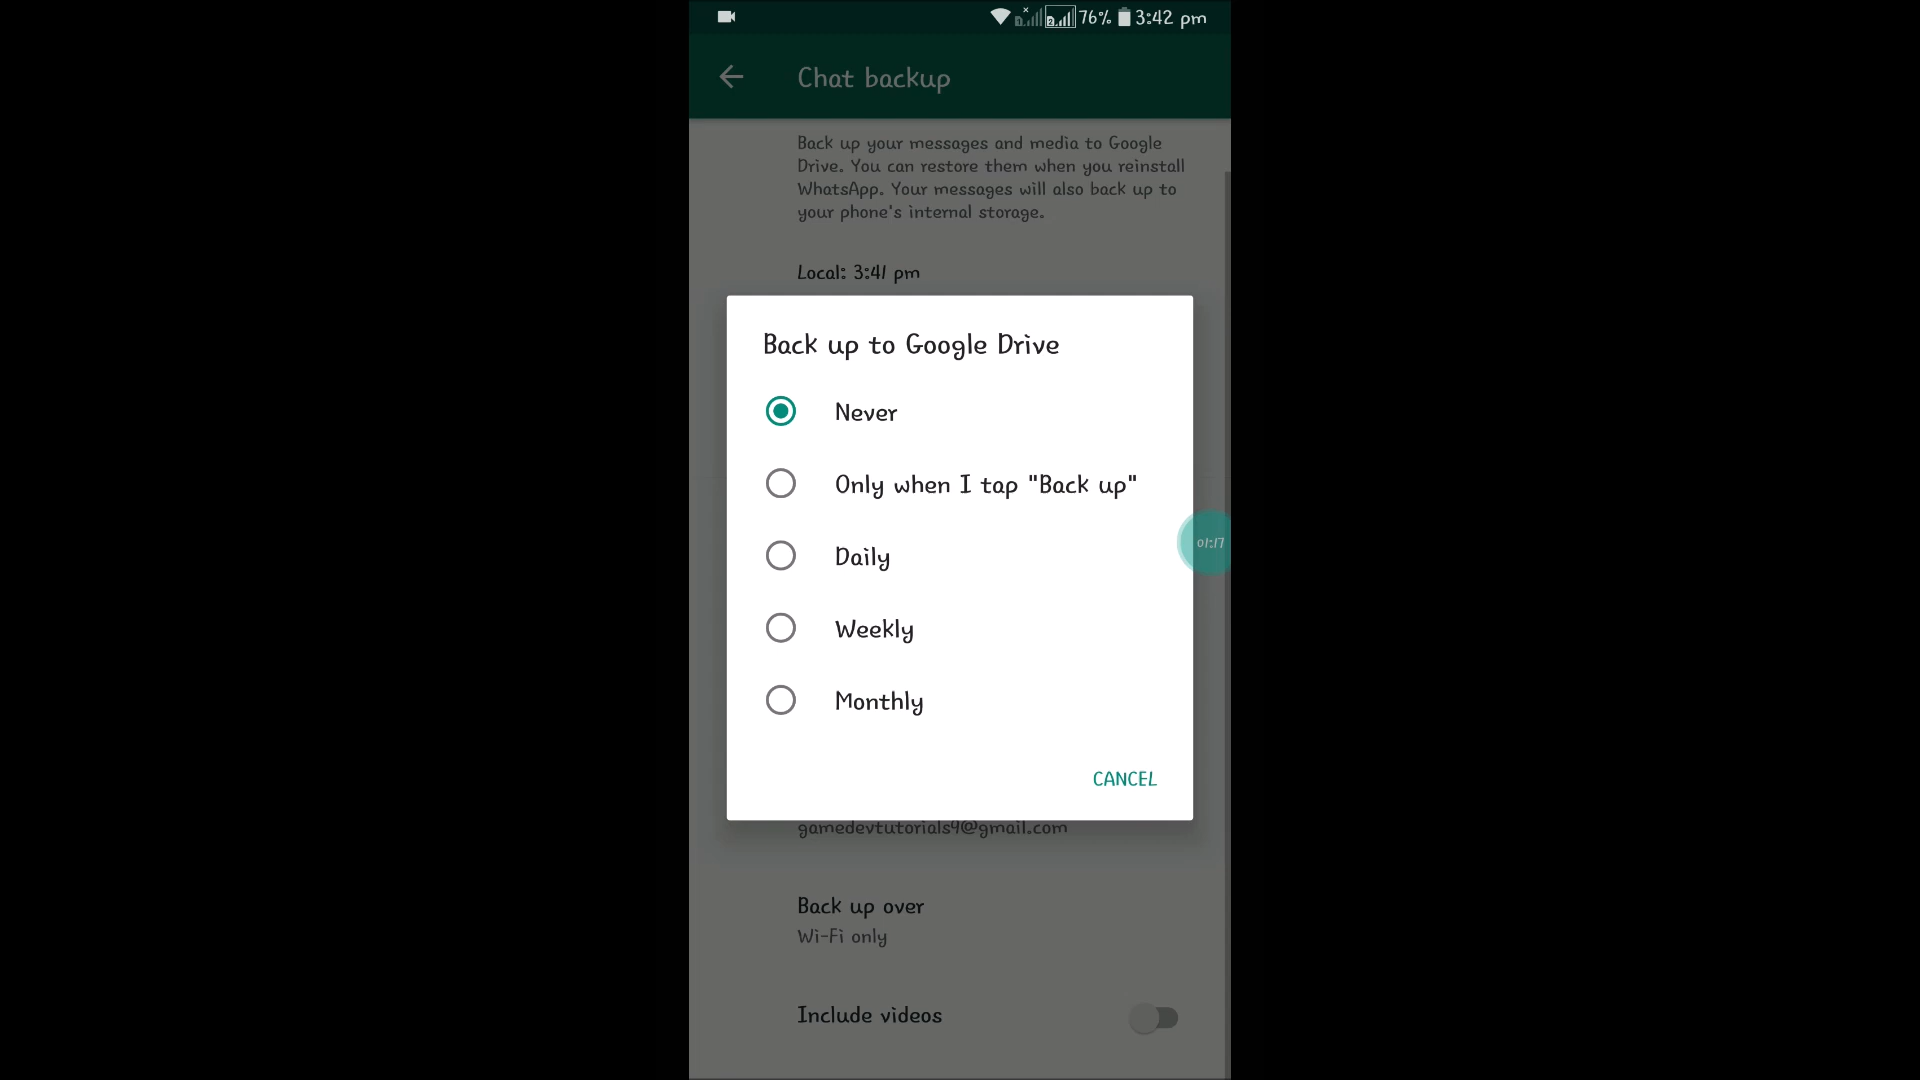 76% 3:42 pm
Chat backup
Back up your messages and media to Google
Drive. You can restore them when you reinstall
WhatsApp. Your messages will also back up to
your phone's internal storage.
Local: 3:41 pm
Back up to Google Drive
Never
Only when I tap "Back up"
Daily
01:17
Weekly
Monthly
CANCEL
gamedevtutorials4@gmail.com
Back up over
Wi-Fi only
Include videos